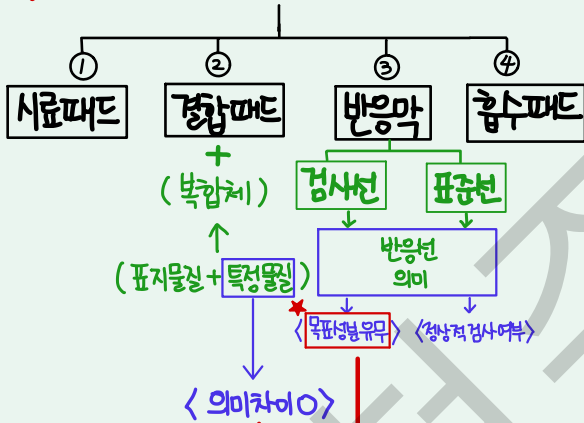 ① ② ③ ④
시료패드 결합패드 반응막 흡수패드
+
(복합체) 검사선 표준선
(표지물질+특정물질) 반응선
의미
<목표성분유무> <정상적 검사여부>
<의미차이O>